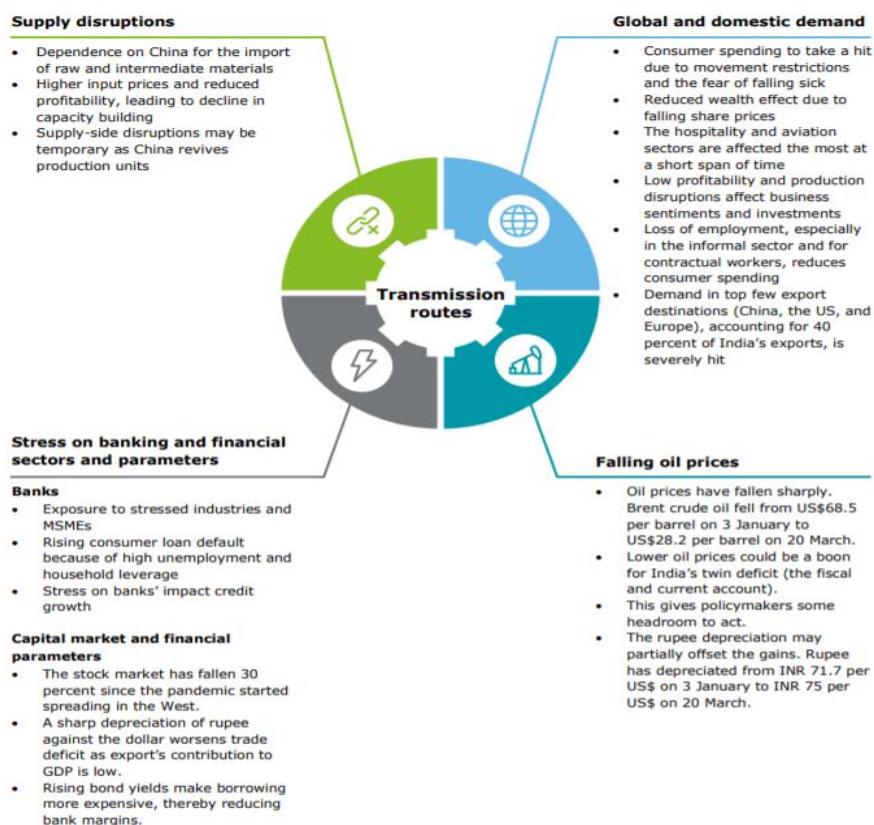 Supply disruptions
• Dependence on China for the import
of raw and intermediate materials
• Higher input prices and reduced
profitability, leading to decline in
capacity building
• Supply-side disruptions may be
temporary as China revives
production units
Global and domestic demand
• Consumer spending to take a hit
due to movement restrictions
and the fear of falling sick
• Reduced wealth effect due to
falling share prices
• The hospitality and aviation
sectors are affected the most at
a short span of time
• Low profitability and production
disruptions affect business
sentiments and investments
• Loss of employment, especially
in the informal sector and for
contractual workers, reduces
consumer spending
• Demand in top few export
destinations (China, the US, and
Europe), accounting for 40
percent of India's exports, is
severely hit
Transmission
routes
Stress on banking and financial
sectors and parameters
Banks
• Exposure to stressed industries and
MSMEs
• Rising consumer loan default
because of high unemployment and
household leverage
• Stress on banks' impact credit
growth
Capital market and financial
parameters
• The stock market has fallen 30
percent since the pandemic started
spreading in the West.
• A sharp depreciation of rupee
against the dollar worsens trade
deficit as export's contribution to
GDP is low.
• Rising bond yields make borrowing
more expensive, thereby reducing
bank margins.
Falling oil prices
• Oil prices have fallen sharply.
Brent crude oil fell from US$68.5
per barrel on 3 January to
US$28.2 per barrel on 20 March.
• Lower oil prices could be a boon
for India's twin deficit (the fiscal
and current account).
• This gives policymakers some
headroom to act.
• The rupee depreciation may
partially offset the gains. Rupee
has depreciated from INR 71.7 per
US$ on 3 January to INR 75 per
US$ on 20 March.